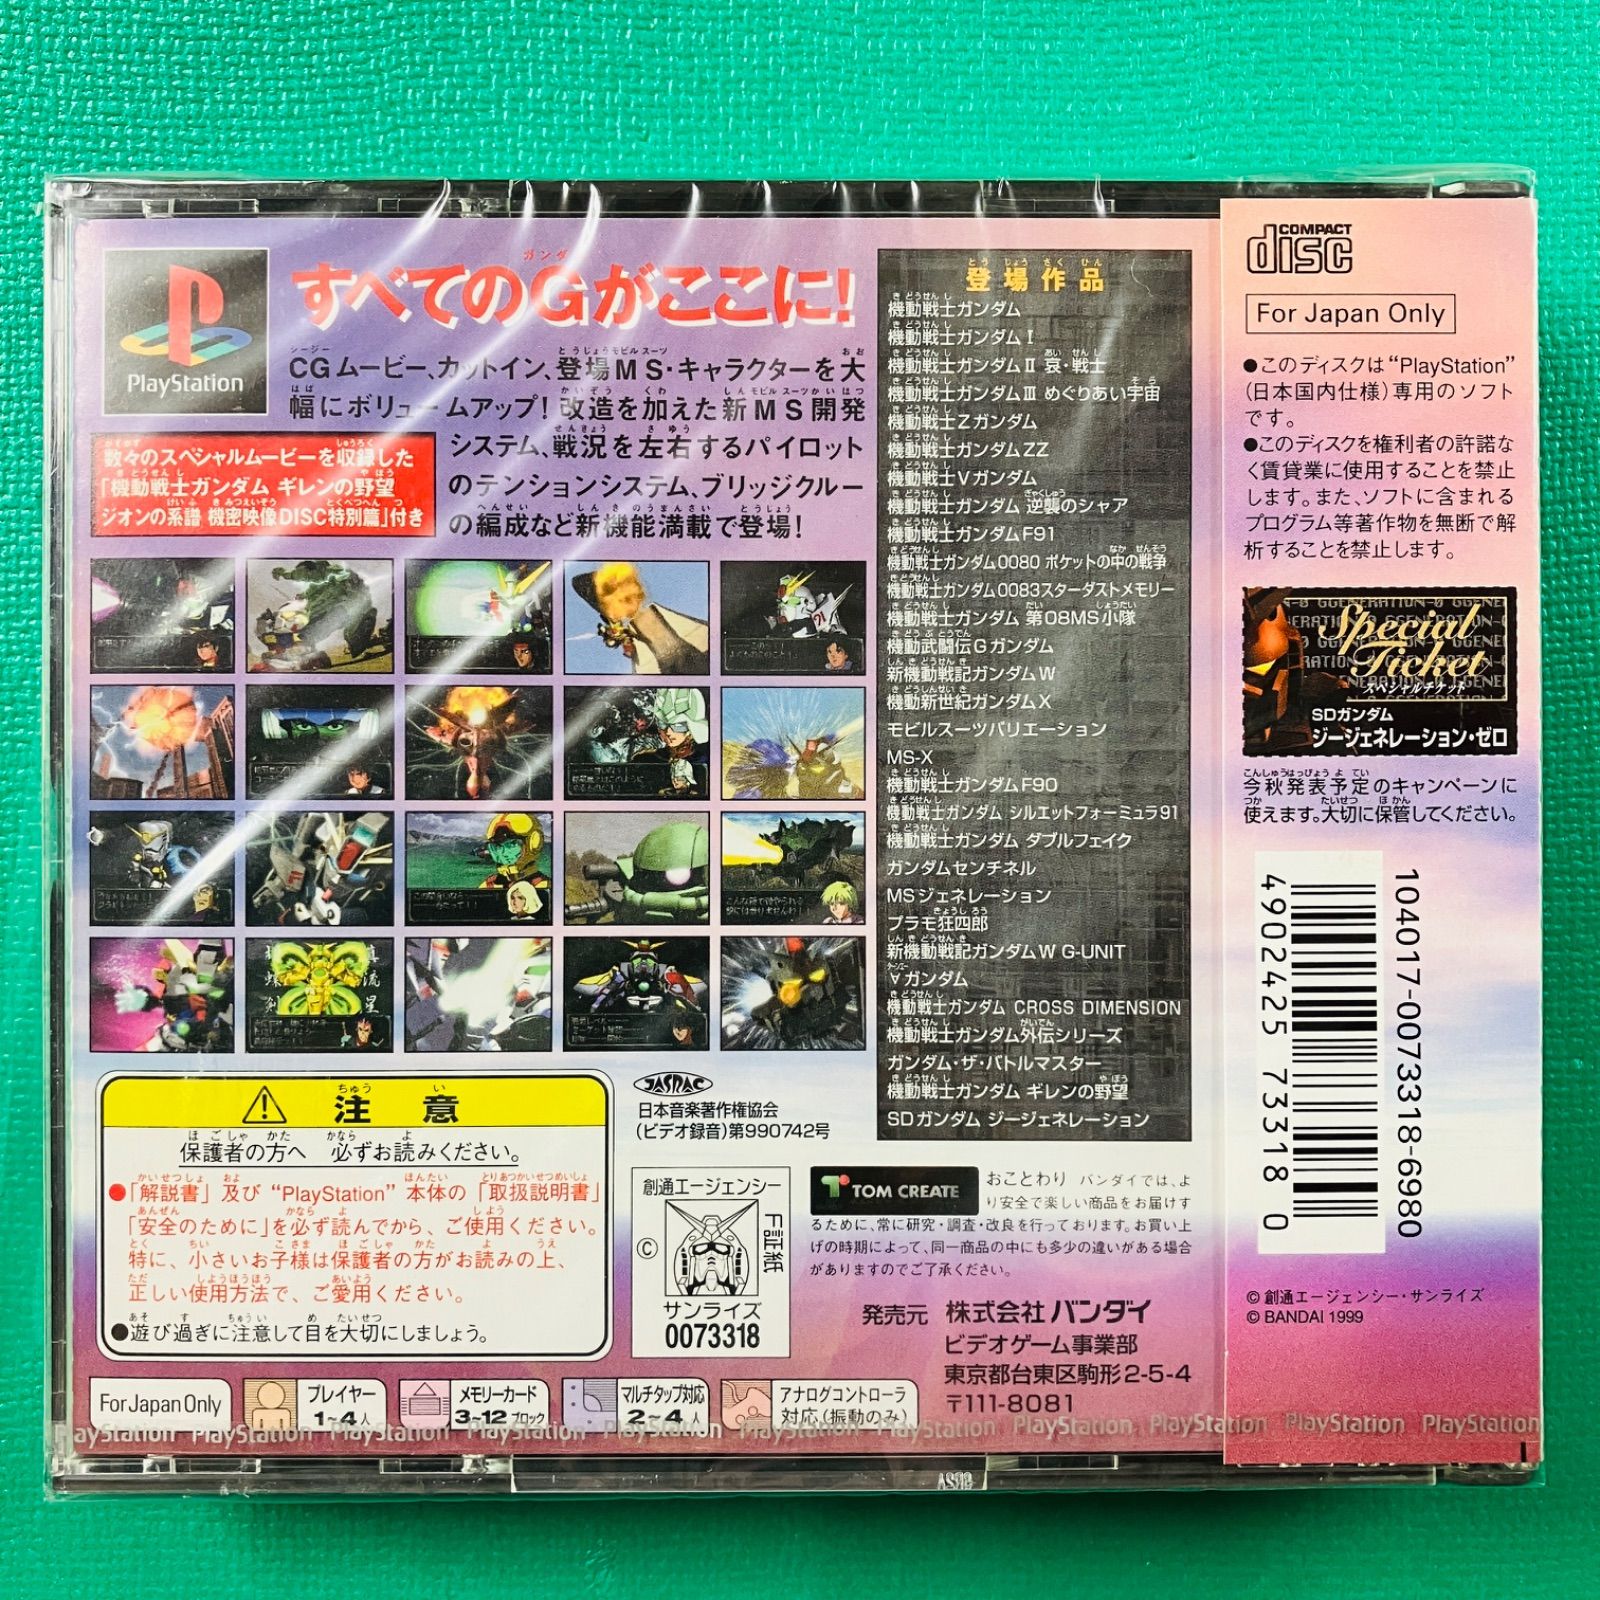 PlayStation
すべてのGがここに!
CGムービー、カットイン、登場MS・キャラクターを大
幅にボリュームアップ!改造を加えた新MS開発
システム、戦況を左右するパイロット
のテンションシステム、ブリッジクルー
の編成など新機能満載で登場!
数々のスペシャルムービーを収録した
「機動戦士ガンダム ギレンの野望
ジオンの系譜 機密映像DISC特別篇」付き
登場作品
機動戦士ガンダム
機動戦士ガンダムⅠ
機動戦士ガンダムⅡ 哀・戦士
機動戦士ガンダムⅢ めぐりあい宇宙
機動戦士Zガンダム
機動戦士ガンダムZZ
機動戦士Vガンダム
機動戦士ガンダム 逆襲のシャア
機動戦士ガンダムF91
機動戦士ガンダム0080 ポケットの中の戦争
機動戦士ガンダム0083スターダストメモリー
機動戦士ガンダム 第08MS小隊
機動武闘伝Gガンダム
新機動戦記ガンダムW
機動新世紀ガンダムX
モビルスーツバリエーション
MS-X
機動戦士ガンダムF90
機動戦士ガンダム シルエットフォーミュラ91
機動戦士ガンダム ダブルフェイク
ガンダムセンチネル
MSジェネレーション
プラモ狂四郎
新機動戦記ガンダムW G-UNIT
∀ガンダム
機動戦士ガンダム CROSS DIMENSION
機動戦士ガンダム外伝シリーズ
ガンダム・ザ・バトルマスター
機動戦士ガンダム ギレンの野望
SDガンダム ジージェネレーション
COMPACT
disc
For Japan Only
●このディスクは“PlayStation”
(日本国内仕様)専用のソフト
です。
●このディスクを権利者の許諾な
く賃貸業に使用することを禁止
します。また、ソフトに含まれる
プログラム等著作物を無断で解
析することを禁止します。
Special
Ticket
スペシャルチケット
SDガンダム
ジージェネレーション・ゼロ
今秋発表予定のキャンペーンに
使えます。大切に保管してください。
104017-0073318-6980
4902425 73318 0
© 創通エージェンシー・サンライズ
© BANDAI 1999
注意
保護者の方へ 必ずお読みください。
●「解説書」及び “PlayStation” 本体の「取扱説明書」
「安全のために」を必ず読んでから、ご使用ください。
特に、小さいお子様は保護者の方がお読みの上、
正しい使用方法で、ご愛用ください。
●遊び過ぎに注意して目を大切にしましょう。
JASRAC
日本音楽著作権協会
(ビデオ録音)第990742号
創通エージェンシー
©
F証紙
サンライズ
0073318
TOM CREATE
おことわり バンダイでは、よ
り安全で楽しい商品をお届けす
るために、常に研究・調査・改良を行っております。お買い上
げの時期によって、同一商品の中にも多少の違いがある場合
がありますのでご了承ください。
発売元 株式会社 バンダイ
ビデオゲーム事業部
東京都台東区駒形2-5-4
〒111-8081
For Japan Only
プレイヤー
1〜4人
メモリーカード
3〜12ブロック
マルチタップ対応
2〜4人
アナログコントローラ
対応(振動のみ)
PlayStation PlayStation PlayStation PlayStation PlayStation PlayStation PlayStation PlayStation PlayStation PlayStation PlayStation